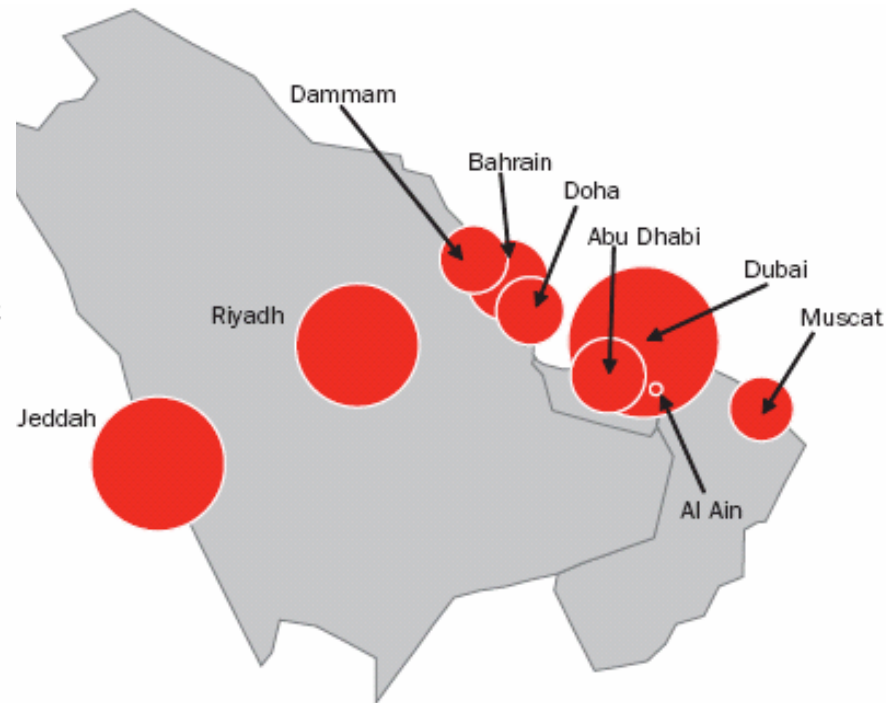 Dammam
Bahrain
Doha
Abu Dhabi
Dubai
Riyadh
Muscat
Jeddah
Al Ain